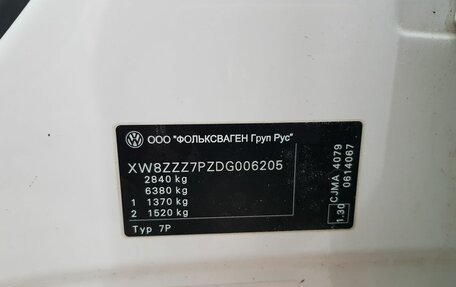 ООО "ФОЛЬКСВАГЕН Груп Рус"
XW8ZZZ7PZDG006205
2840 kg
6380 kg
1 1370 kg
2 1520 kg
Typ 7P
CJMA 4079
0614067
1.30